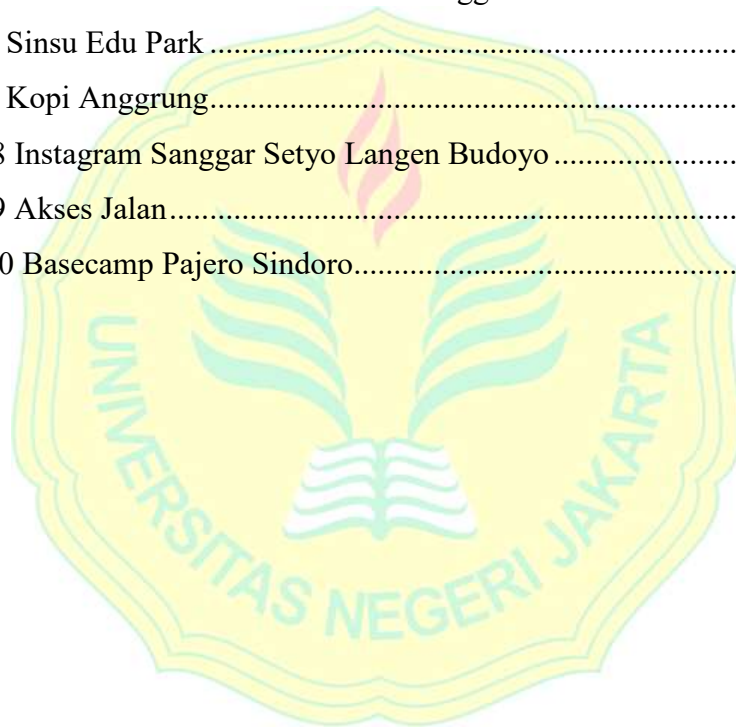 Sinsu Edu Park ................................................................
Kopi Anggrung................................................................
8 Instagram Sanggar Setyo Langen Budoyo ......................
9 Akses Jalan.....................................................................
0 Basecamp Pajero Sindoro..............................................
UNIVERSITAS NEGERI JAKARTA